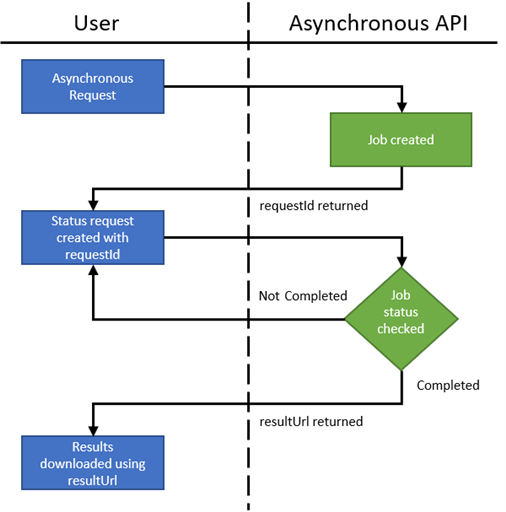 User
Asynchronous API
Asynchronous
Request
Job created
requestId returned
Status request
created with
requestId
Not Completed
Job
status
checked
Completed
resultUrl returned
Results
downloaded using
resultUrl